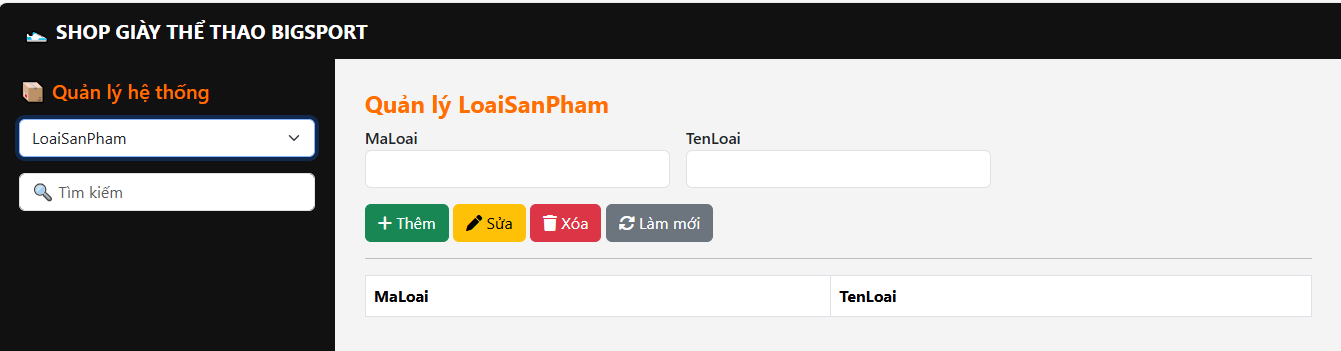 SHOP GIÀY THỂ THAO BIGSPORT
Quản lý hệ thống
LoaiSanPham
Tìm kiếm
Quản lý LoaiSanPham
MaLoai TenLoai
Thêm Sửa Xóa Làm mới
MaLoai TenLoai